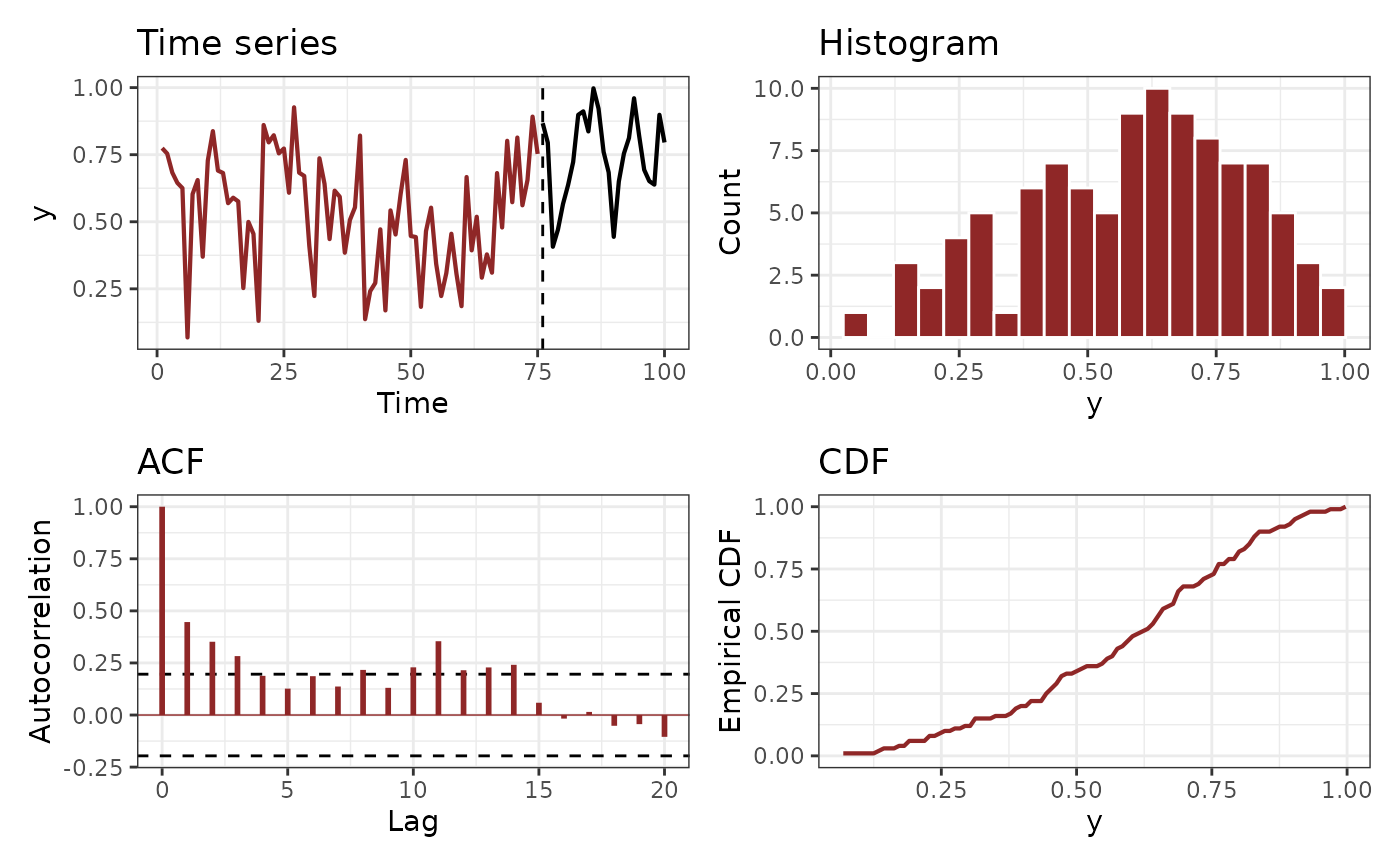 Time series
y
1.00
0.75
0.50
0.25
0 25 50 75 100
Time
Histogram
Count
10.0
7.5
5.0
2.5
0.0
0.00 0.25 0.50 0.75 1.00
y
ACF
Autocorrelation
1.00
0.75
0.50
0.25
0.00
-0.25
0 5 10 15 20
Lag
CDF
Empirical CDF
1.00
0.75
0.50
0.25
0.00
0.25 0.50 0.75 1.00
y